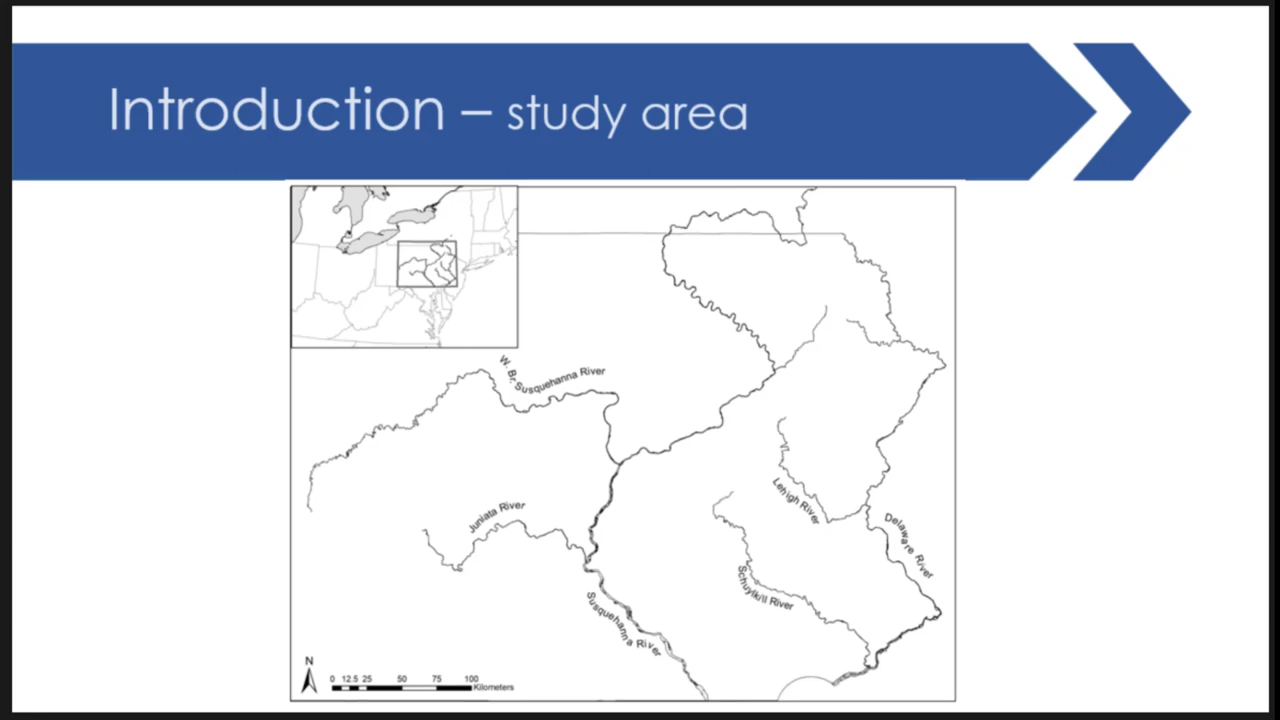 Introduction – study area
W. Br. Susquehanna River
Juniata River
Lehigh River
Delaware River
Schuylkill River
Susquehanna River
N
0 12.5 25 50 75 100
Kilometers